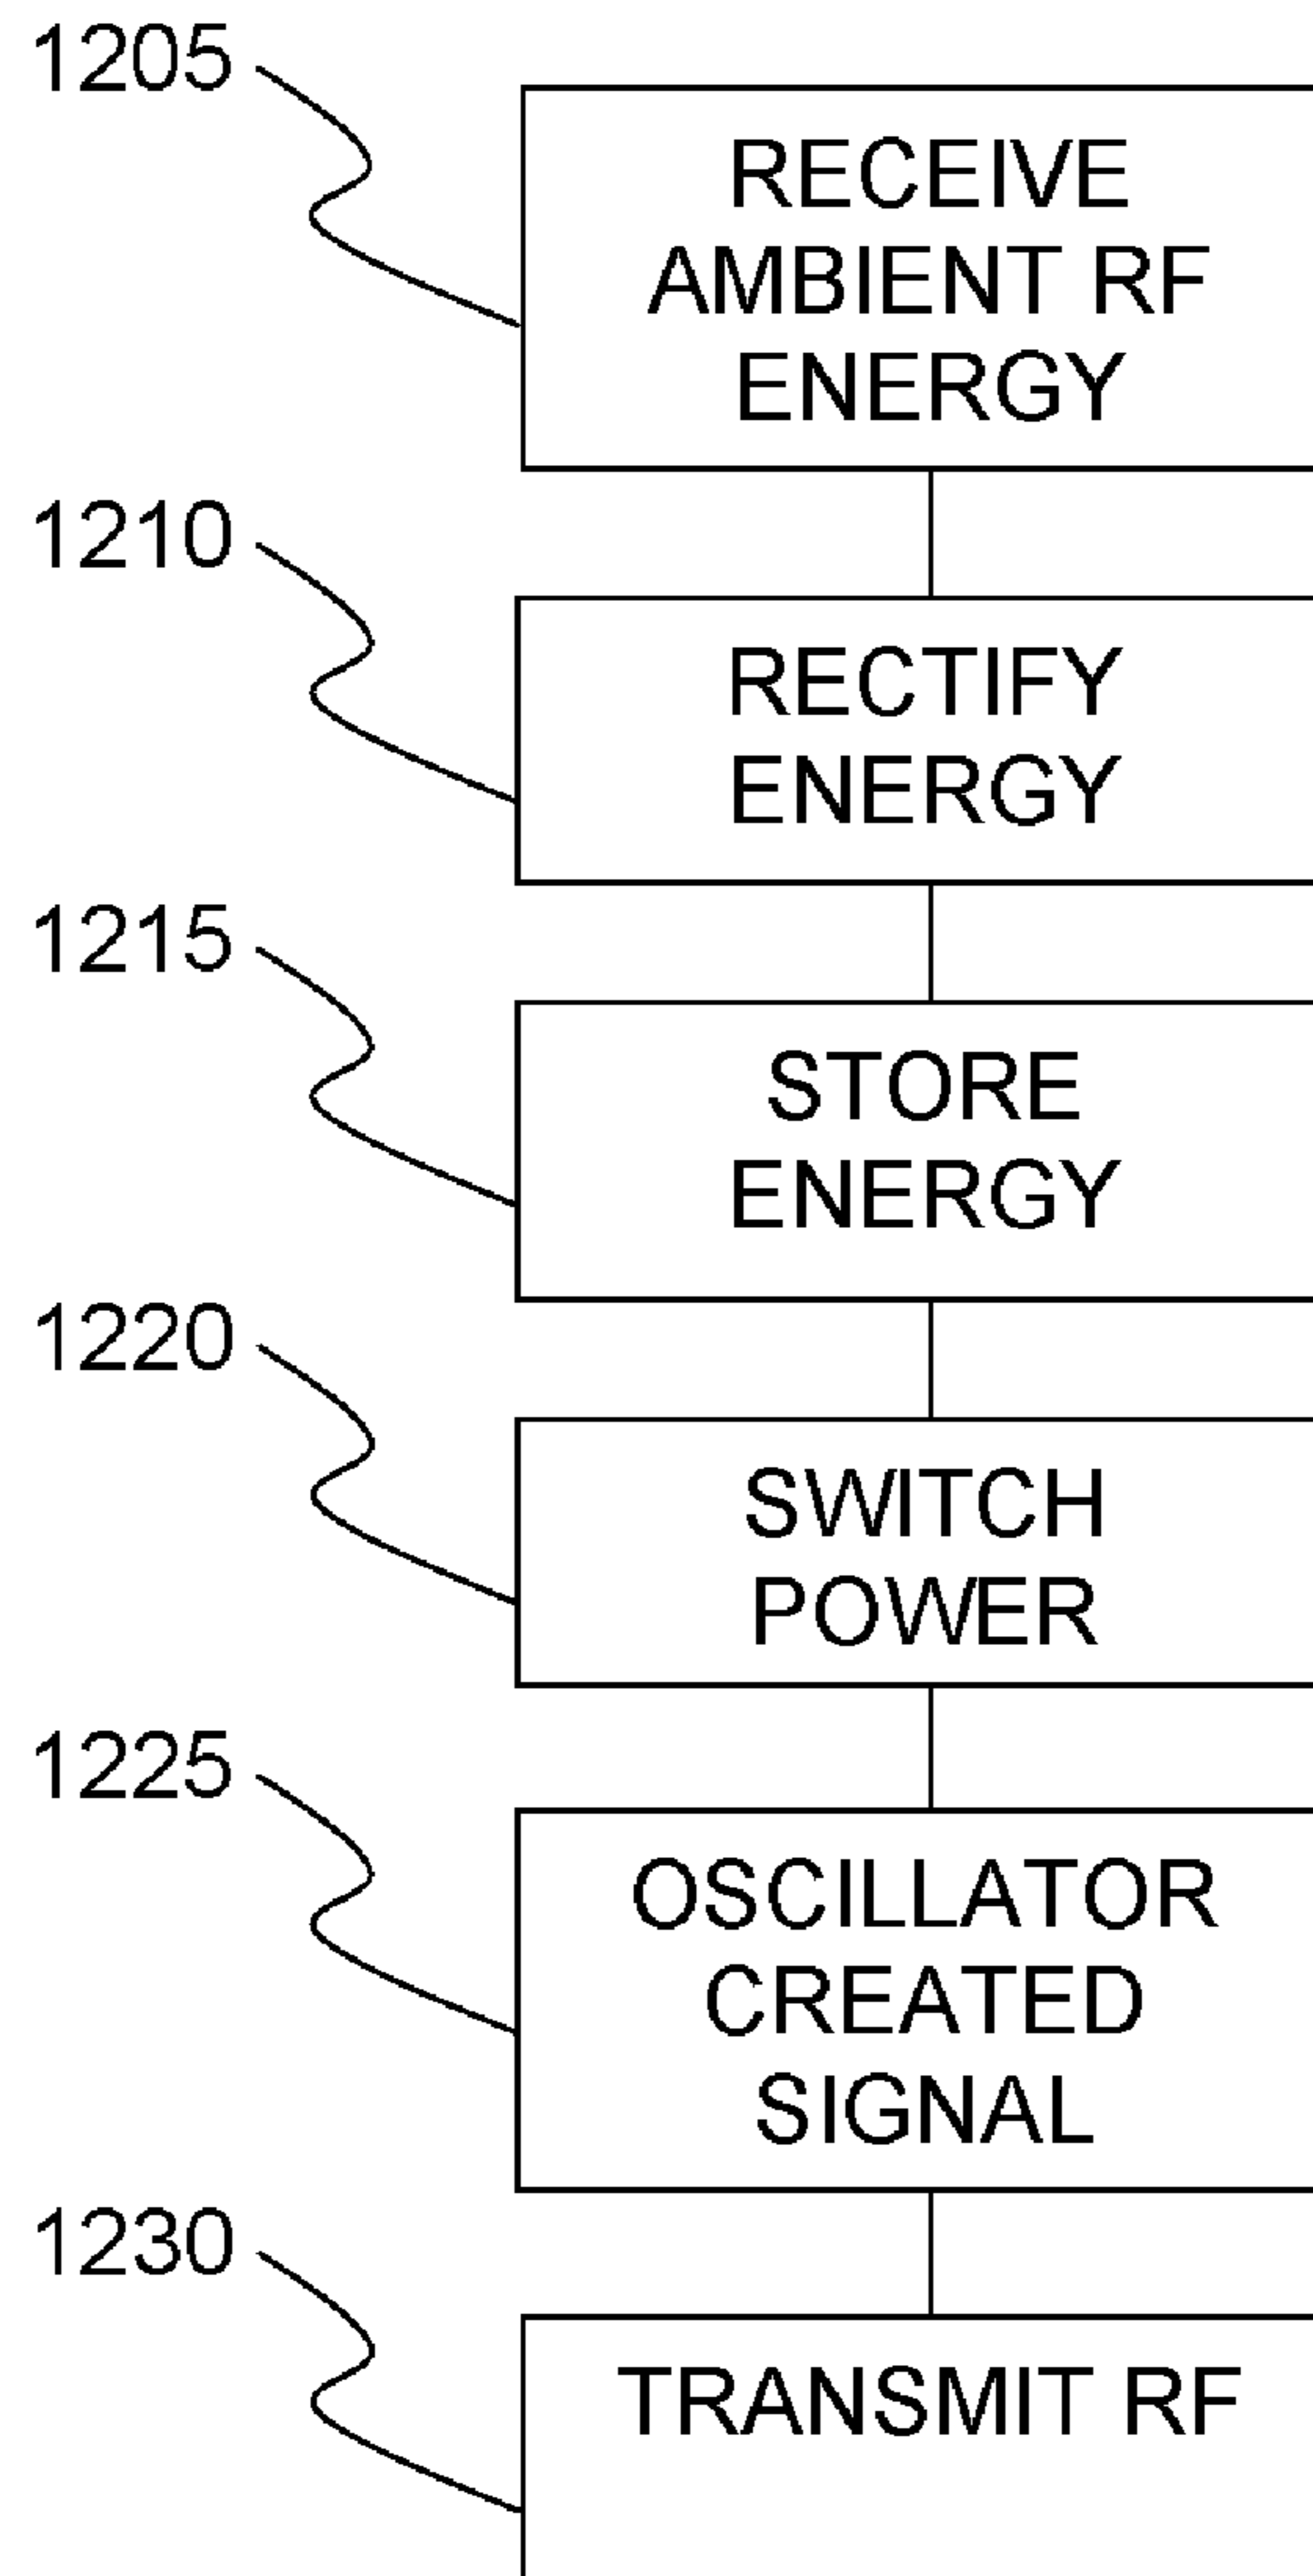 1205
RECEIVE
AMBIENT RF
ENERGY
1210
RECTIFY
ENERGY
1215
STORE
ENERGY
1220
SWITCH
POWER
1225
OSCILLATOR
CREATED
SIGNAL
1230
TRANSMIT RF